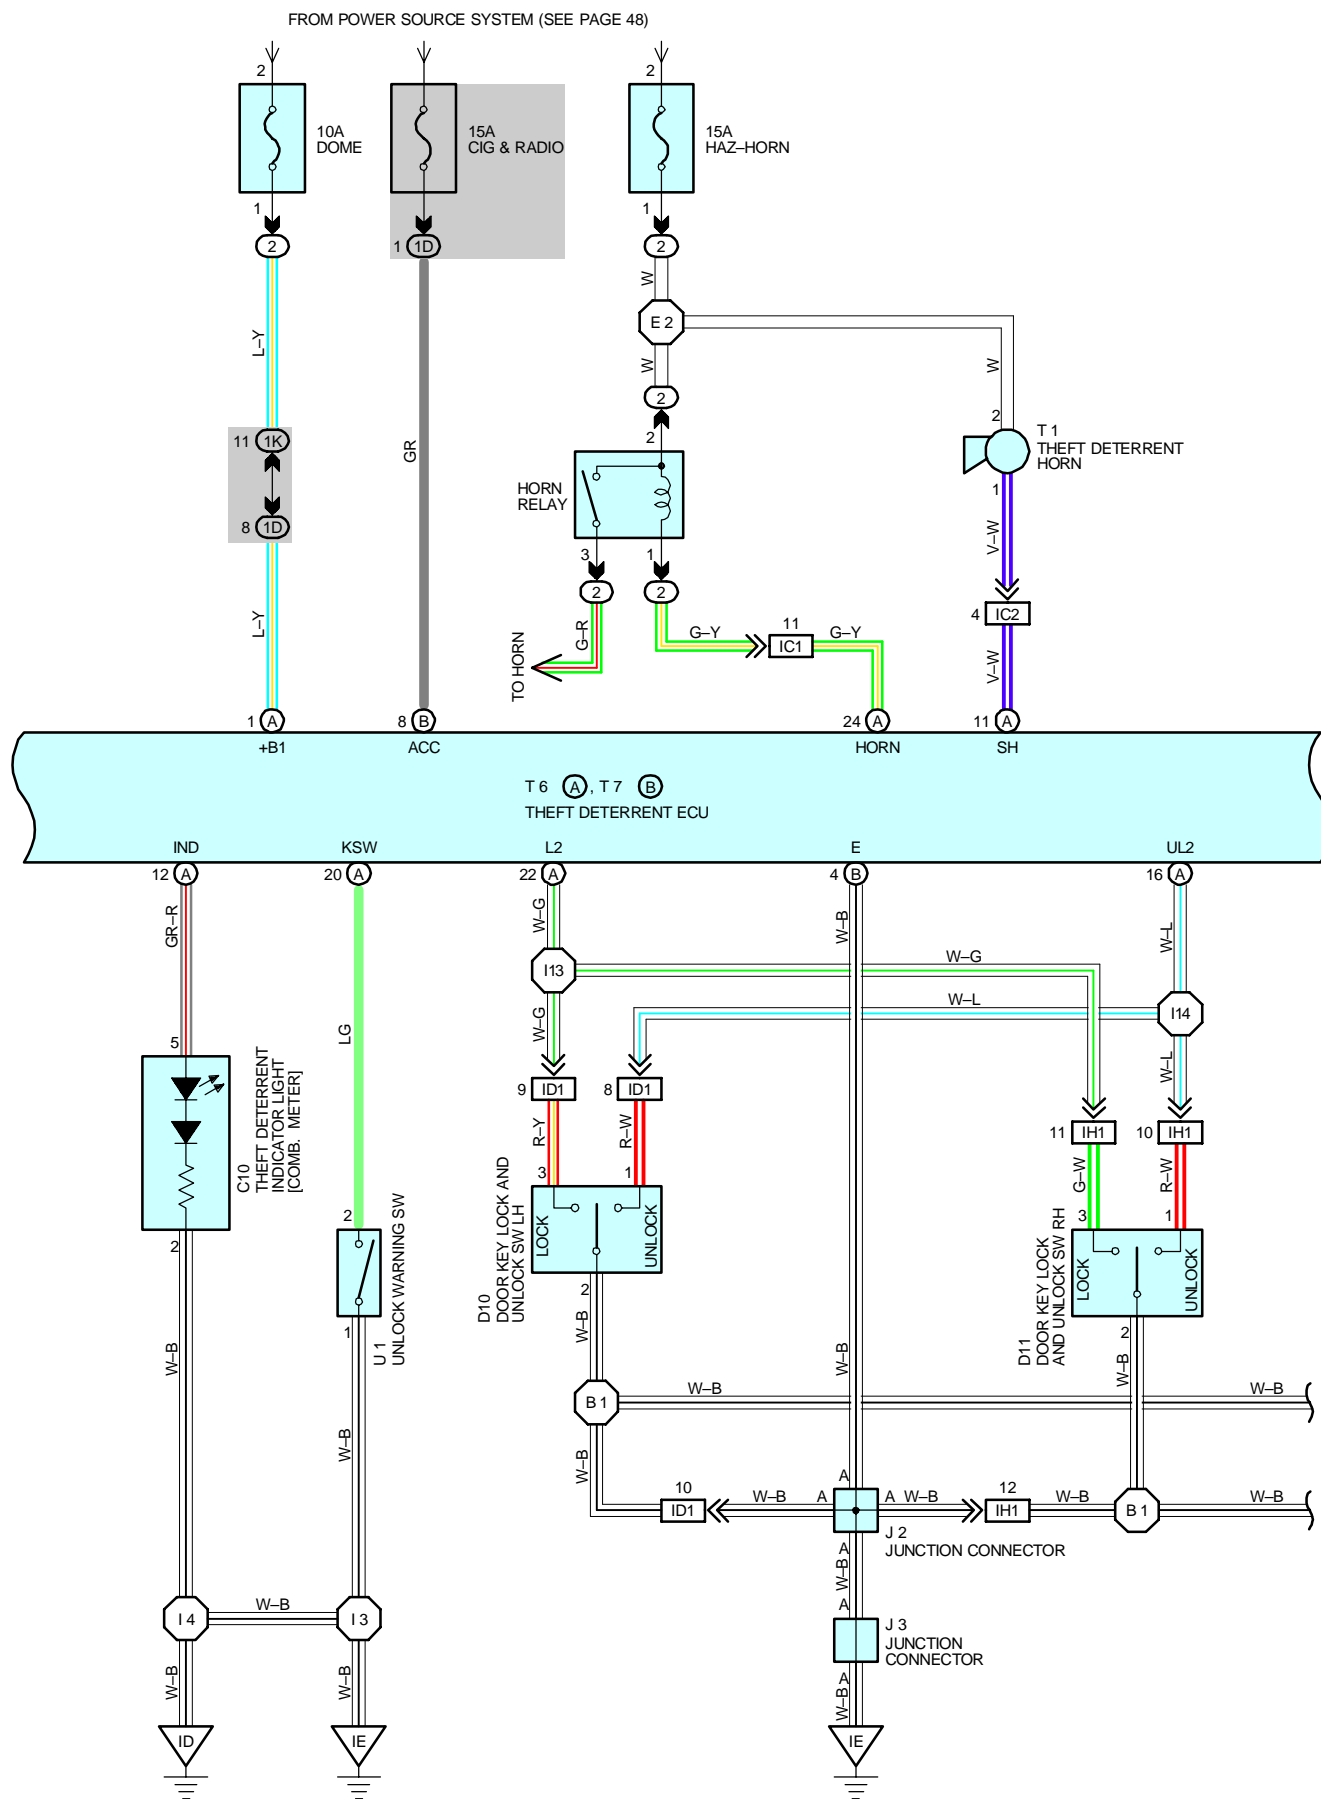 FROM POWER SOURCE SYSTEM (SEE PAGE 48)
2
2
10A
DOME
15A
CIG & RADIO
15A
HAZ–HORN
1
1
2
1
1D
2
W
E 2
L–Y
W
W
2
2
2
T 1
THEFT DETERRENT
HORN
11
1K
GR
HORN
RELAY
1
8
1D
3
1
V–W
2
2
4
IC2
L–Y
G–R
G–Y
11
IC1
G–Y
TO HORN
V–W
1
A
8
B
24
A
11
A
+B1
ACC
HORN
SH
T 6
A
, T 7
B
THEFT DETERRENT ECU
IND
KSW
L2
E
UL2
12
A
20
A
22
A
4
B
16
A
GR–R
W–G
W–B
W–L
I13
W–G
W–L
I14
LG
W–G
W–L
5
9
ID1
8
ID1
11
IH1
10
IH1
C10
THEFT DETERRENT
INDICATOR LIGHT
[COMB. METER]
R–Y
R–W
G–W
R–W
3
1
3
1
2
2
LOCK
UNLOCK
D10
DOOR KEY LOCK AND
UNLOCK SW LH
LOCK
UNLOCK
D11
DOOR KEY LOCK
AND UNLOCK SW RH
2
2
1
U 1
UNLOCK WARNING SW
W–B
W–B
W–B
W–B
B 1
W–B
W–B
W–B
W–B
A
10
ID1
W–B
A
A
W–B
12
IH1
W–B
B 1
W–B
J 2
JUNCTION CONNECTOR
A
W–B
A
I 4
W–B
I 3
J 3
JUNCTION
CONNECTOR
W–B
W–B
A
W–B
ID
IE
IE